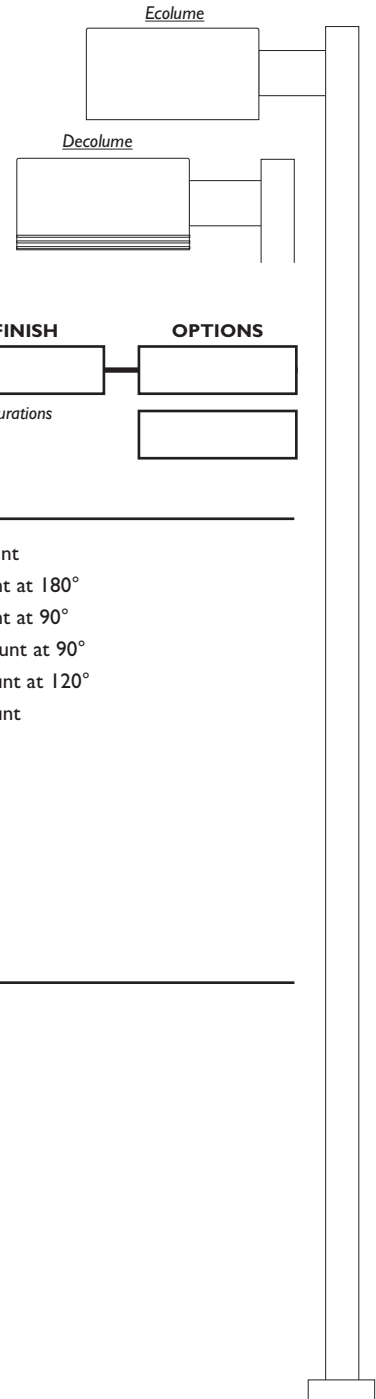 Ecolume
Decolume
FINISH OPTIONS
urations
nt
nt at 180°
nt at 90°
unt at 90°
unt at 120°
unt